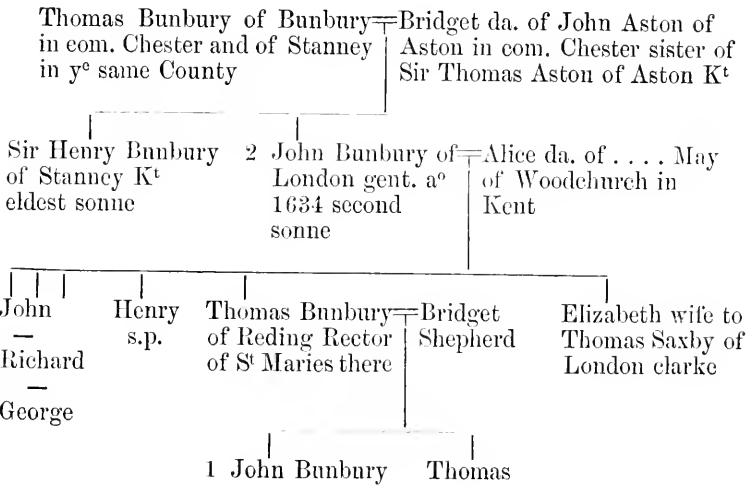 Thomas Bunbury of Bunbury
in com. Chester and of Stanney
in yᵉ same County
Bridget da. of John Aston of
Aston in com. Chester sister of
Sir Thomas Aston of Aston Kᵗ
Sir Henry Bunbury
of Stanney Kᵗ
eldest sonne
2 John Bunbury of
London gent. aᵒ
1634 second
sonne
Alice da. of . . . . May
of Woodchurch in
Kent
John
—
Richard
—
George
Henry
s.p.
Thomas Bunbury
of Reding Rector
of Sᵗ Maries there
Bridget
Shepherd
Elizabeth wife to
Thomas Saxby of
London clarke
1 John Bunbury
Thomas